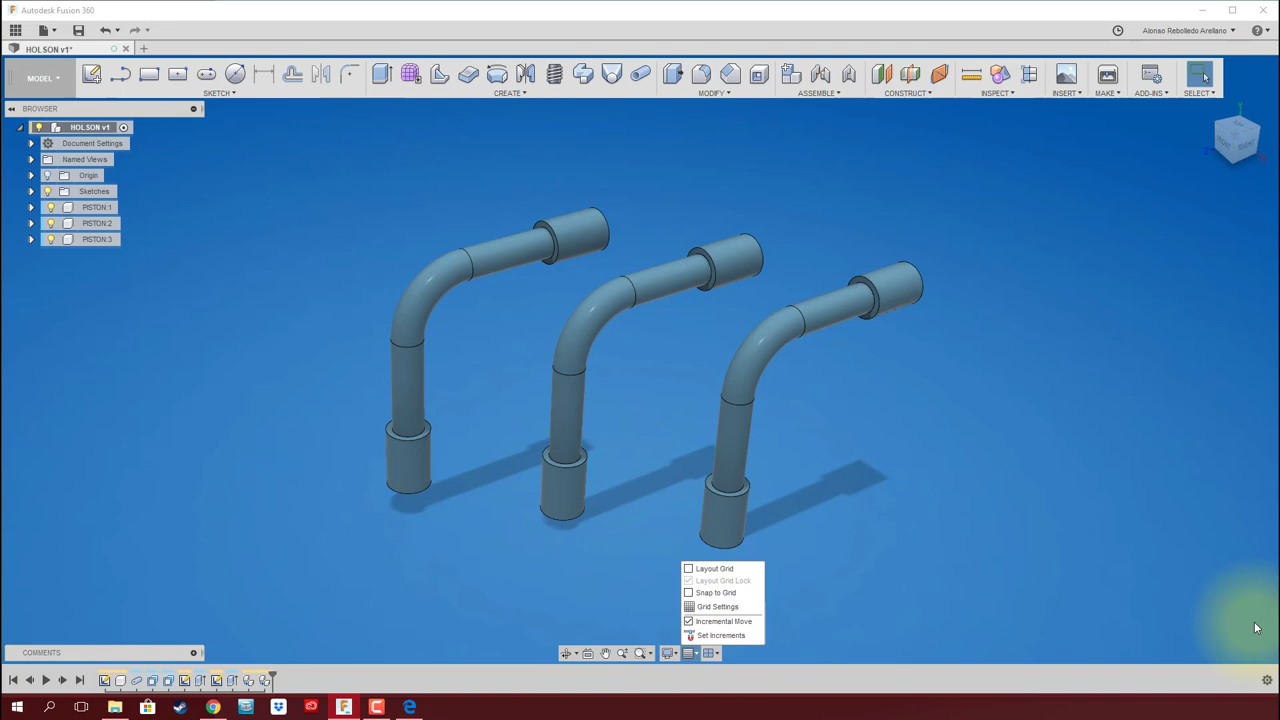 Autodesk Fusion 360
Alonso Rebolledo Arellano
HOLSON v1*
MODEL
SKETCH
CREATE
MODIFY
ASSEMBLE
CONSTRUCT
INSPECT
INSERT
MAKE
ADD-INS
SELECT
BROWSER
HOLSON v1
Document Settings
Named Views
Origin
Sketches
PISTON:1
PISTON:2
PISTON:3
Layout Grid
Layout Grid Lock
Snap to Grid
Grid Settings
Incremental Move
Set Increments
COMMENTS